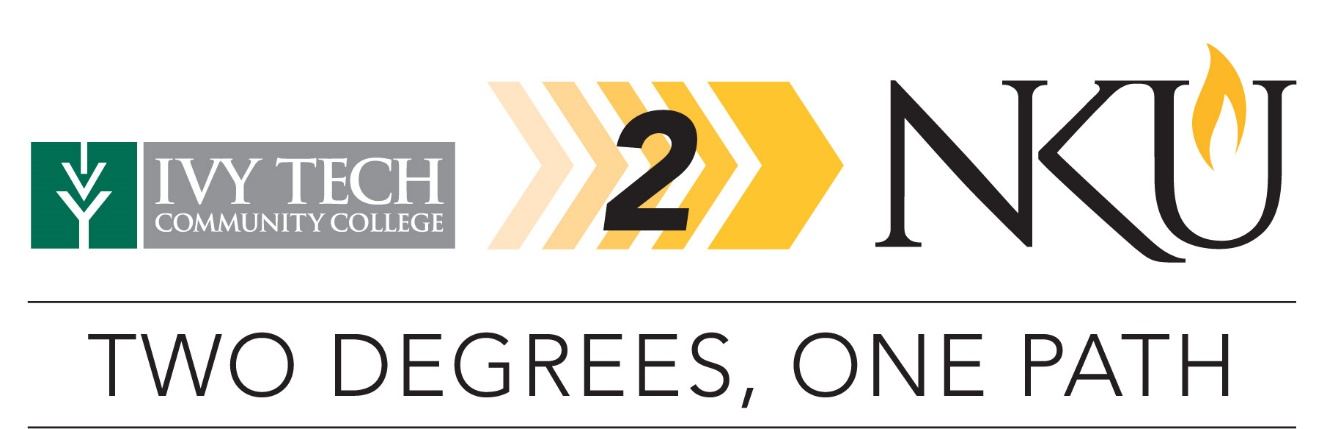 IVY TECH
COMMUNITY COLLEGE
2
NKU
TWO DEGREES, ONE PATH